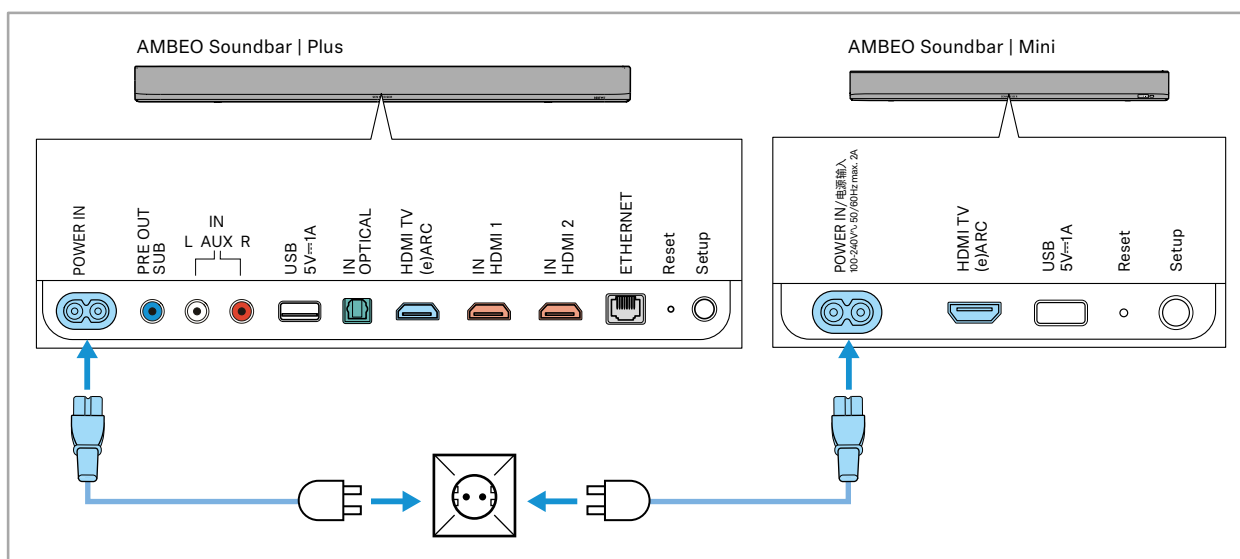 AMBEO Soundbar | Plus
AMBEO Soundbar | Mini
POWER IN
PRE OUT
SUB
IN
L AUX R
USB
5V⎓1A
IN
OPTICAL
HDMI TV
(e)ARC
IN
HDMI 1
IN
HDMI 2
ETHERNET
Reset
Setup
POWER IN/电源输入
100-240V∿50/60Hz max. 2A
HDMI TV
(e)ARC
USB
5V⎓1A
Reset
Setup